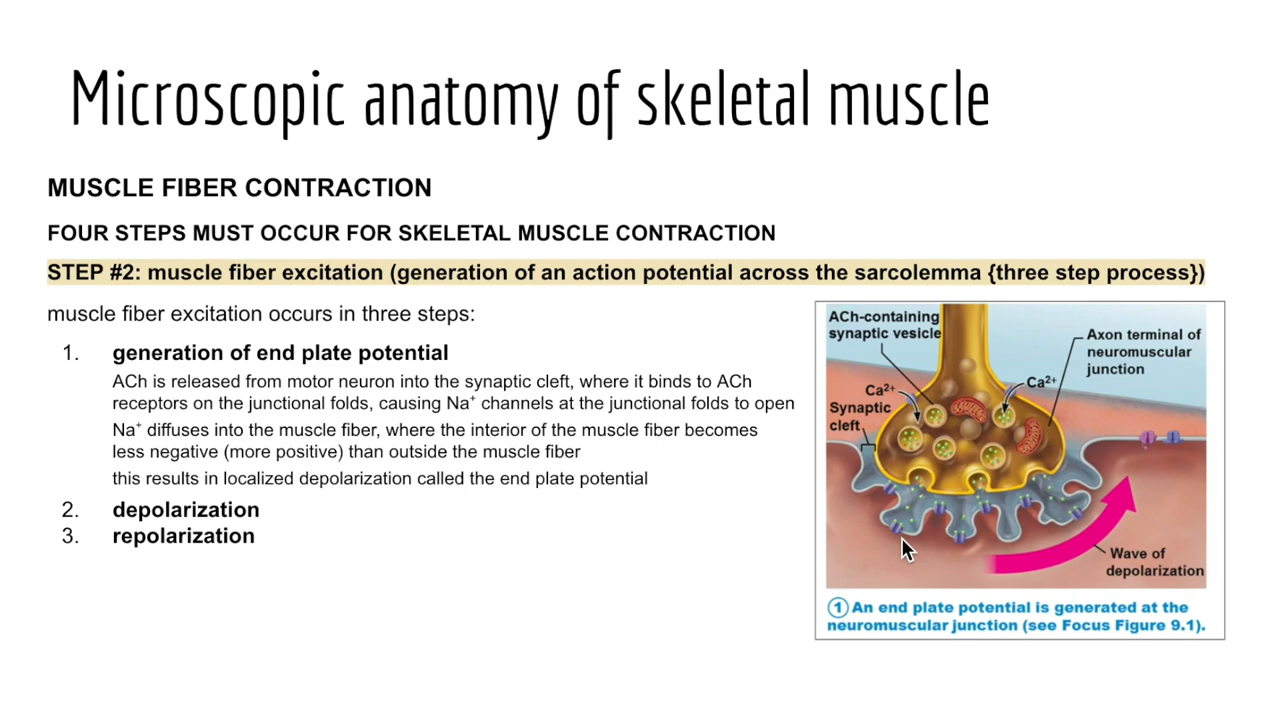 Microscopic anatomy of skeletal muscle
MUSCLE FIBER CONTRACTION
FOUR STEPS MUST OCCUR FOR SKELETAL MUSCLE CONTRACTION
STEP #2: muscle fiber excitation (generation of an action potential across the sarcolemma {three step process})
muscle fiber excitation occurs in three steps:
1. generation of end plate potential
ACh is released from motor neuron into the synaptic cleft, where it binds to ACh
receptors on the junctional folds, causing Na⁺ channels at the junctional folds to open
Na⁺ diffuses into the muscle fiber, where the interior of the muscle fiber becomes
less negative (more positive) than outside the muscle fiber
this results in localized depolarization called the end plate potential
2. depolarization
3. repolarization
ACh-containing
synaptic vesicle
Axon terminal of
neuromuscular
junction
Ca²⁺
Ca²⁺
Synaptic
cleft
Wave of
depolarization
① An end plate potential is generated at the
neuromuscular junction (see Focus Figure 9.1).